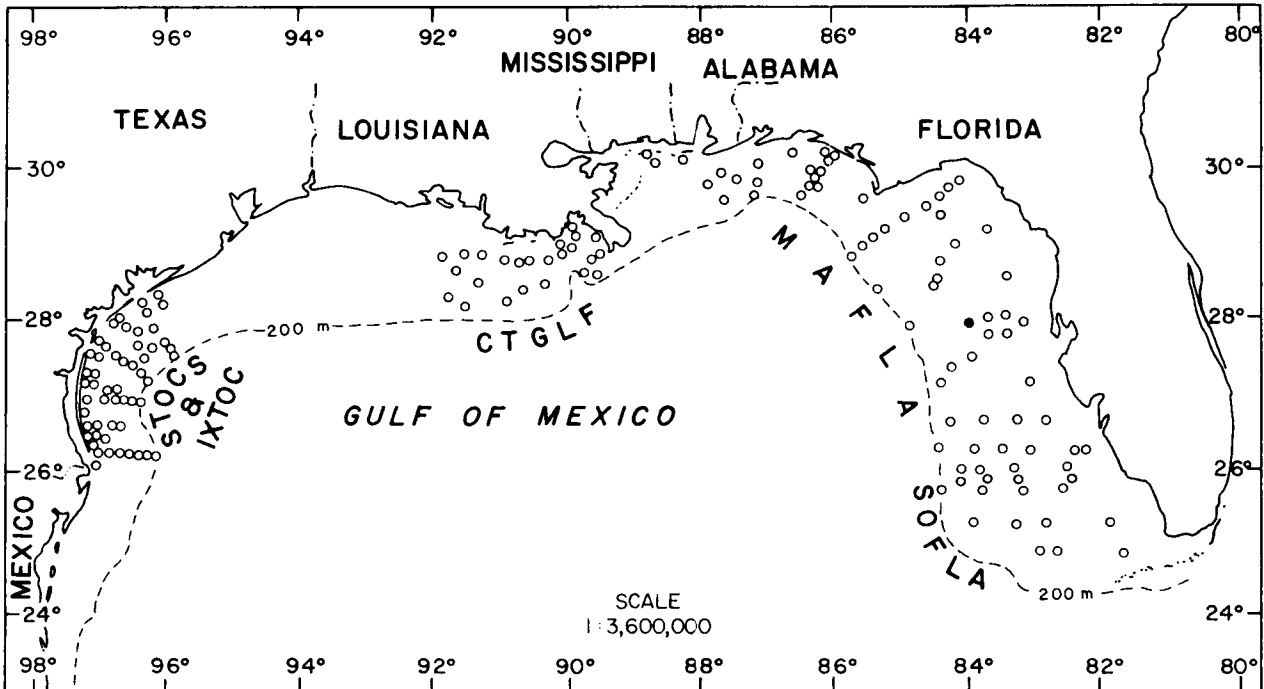 98° 96° 94° 92° 90° 88° 86° 84° 82° 80°
MISSISSIPPI ALABAMA
TEXAS LOUISIANA FLORIDA
30° 30°
MAFLA
28° 200 m CTGLF 28°
STOCS
&
IXTOC
GULF OF MEXICO
26° 26°
SOFLA
MEXICO
200 m
SCALE
1:3,600,000
24° 24°
98° 96° 94° 92° 90° 88° 86° 84° 82° 80°